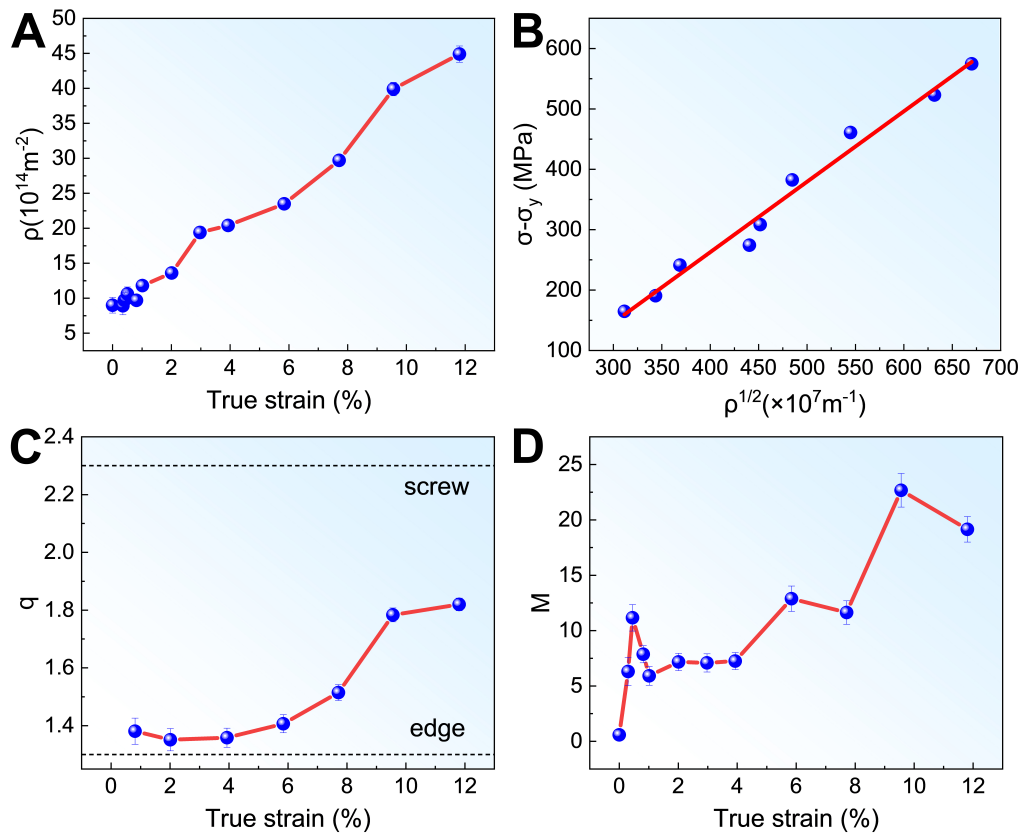 A
50
45
40
35
30
25
20
15
10
5
ρ(10¹⁴m⁻²)
0 2 4 6 8 10 12
True strain (%)
B
600
500
400
300
200
100
σ-σy (MPa)
300 350 400 450 500 550 600 650 700
ρ¹/²(×10⁷m⁻¹)
C
2.4
2.2
2.0
1.8
1.6
1.4
q
screw
edge
0 2 4 6 8 10 12
True strain (%)
D
25
20
15
10
5
0
M
0 2 4 6 8 10 12
True strain (%)